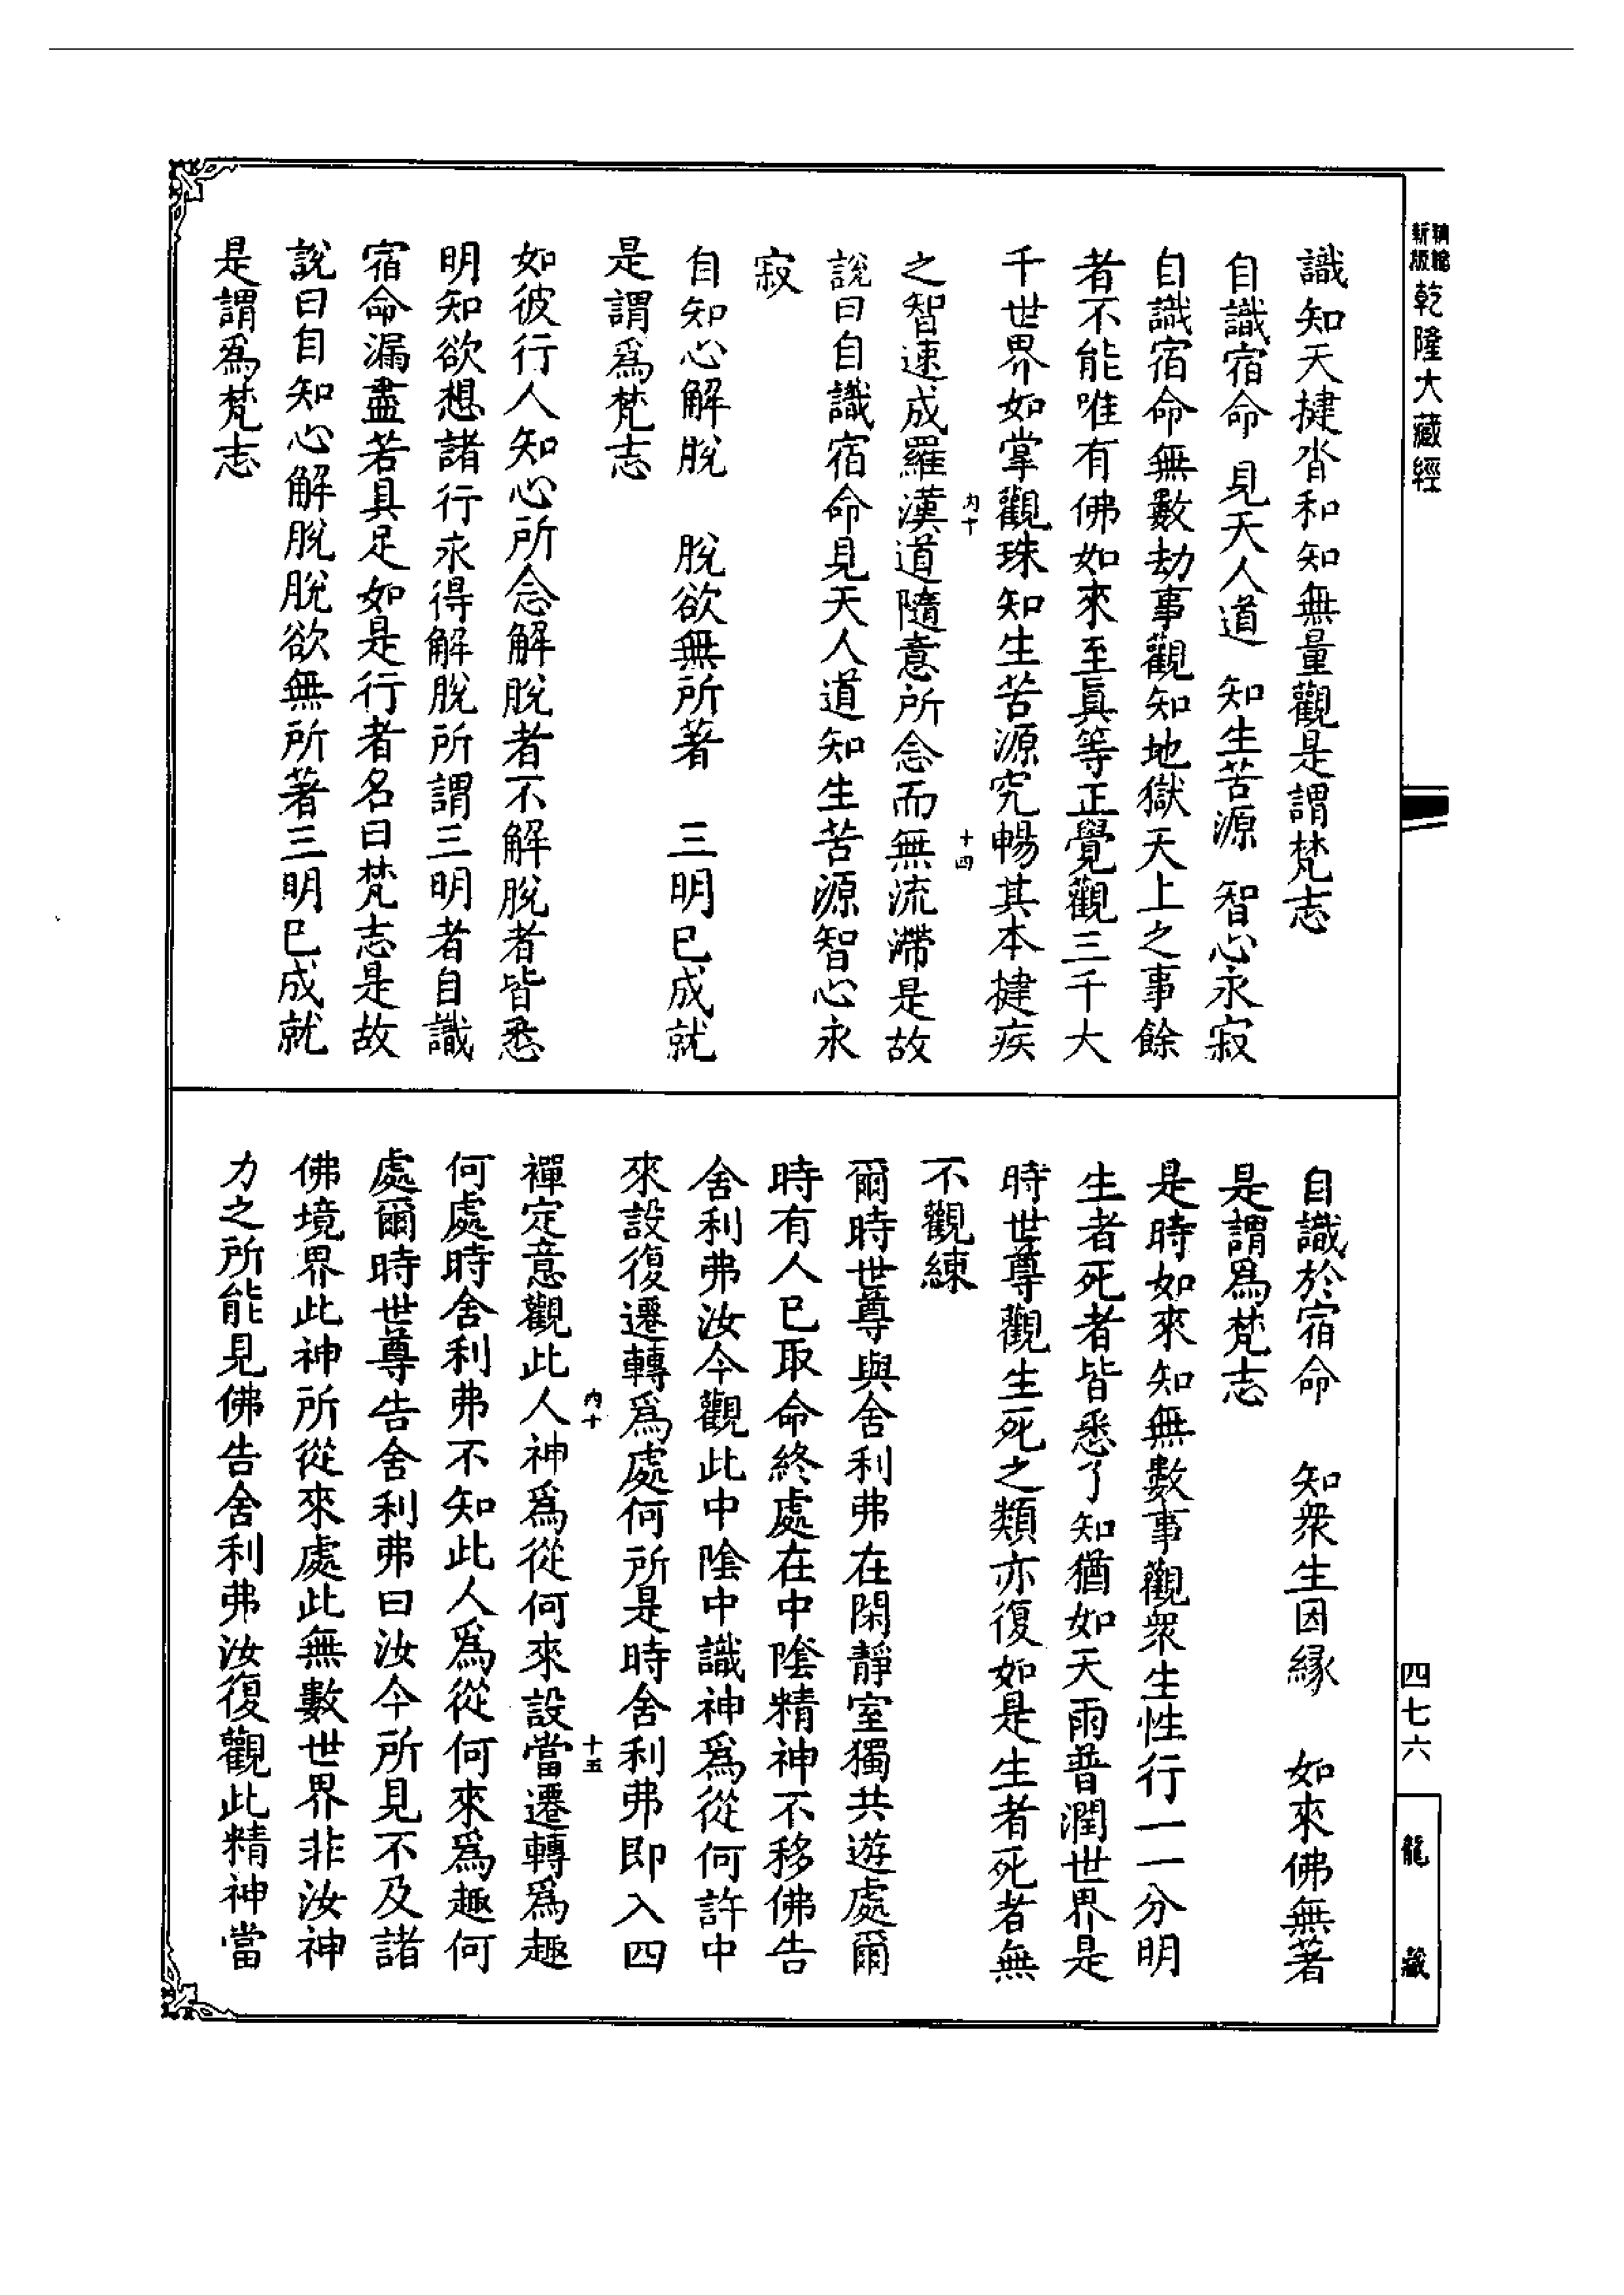 精縮新版乾隆大藏經
識知天揵沓和知無量觀是謂梵志
自識宿命 見天人道 知生苦源 智心永寂
自識宿命無數劫事觀知地獄天上之事餘
者不能唯有佛如來至眞等正覺觀三千大
千世界如掌觀珠知生苦源究暢其本揵疾
内十 十四
之智速成羅漢道隨意所念而無流滯是故
說曰自識宿命見天人道知生苦源智心永
寂
自知心解脫 脫欲無所著 三明已成就
是謂爲梵志
如彼行人知心所念解脫者不解脫者皆悉
明知欲想諸行永得解脫所謂三明者自識
宿命漏盡若具足如是行者名曰梵志是故
說曰自知心解脫脫欲無所著三明已成就
是謂爲梵志
自識於宿命 知衆生因緣 如來佛無著
是謂爲梵志
是時如來知無數事觀衆生性行一一分明
生者死者皆悉了知猶如天雨普潤世界是
時世尊觀生死之類亦復如是生者死者無
不觀練
爾時世尊與舍利弗在閑靜室獨共遊處爾
時有人已取命終處在中陰精神不移佛告
舍利弗汝今觀此中陰中識神爲從何許中
來設復遷轉爲處何所是時舍利弗即入四
内十 十五
禪定意觀此人神爲從何來設當遷轉爲趣
何處時舍利弗不知此人爲從何來爲趣何
處爾時世尊告舍利弗曰汝今所見不及諸
佛境界此神所從來處此無數世界非汝神
力之所能見佛告舍利弗汝復觀此精神當
四七六
龍藏